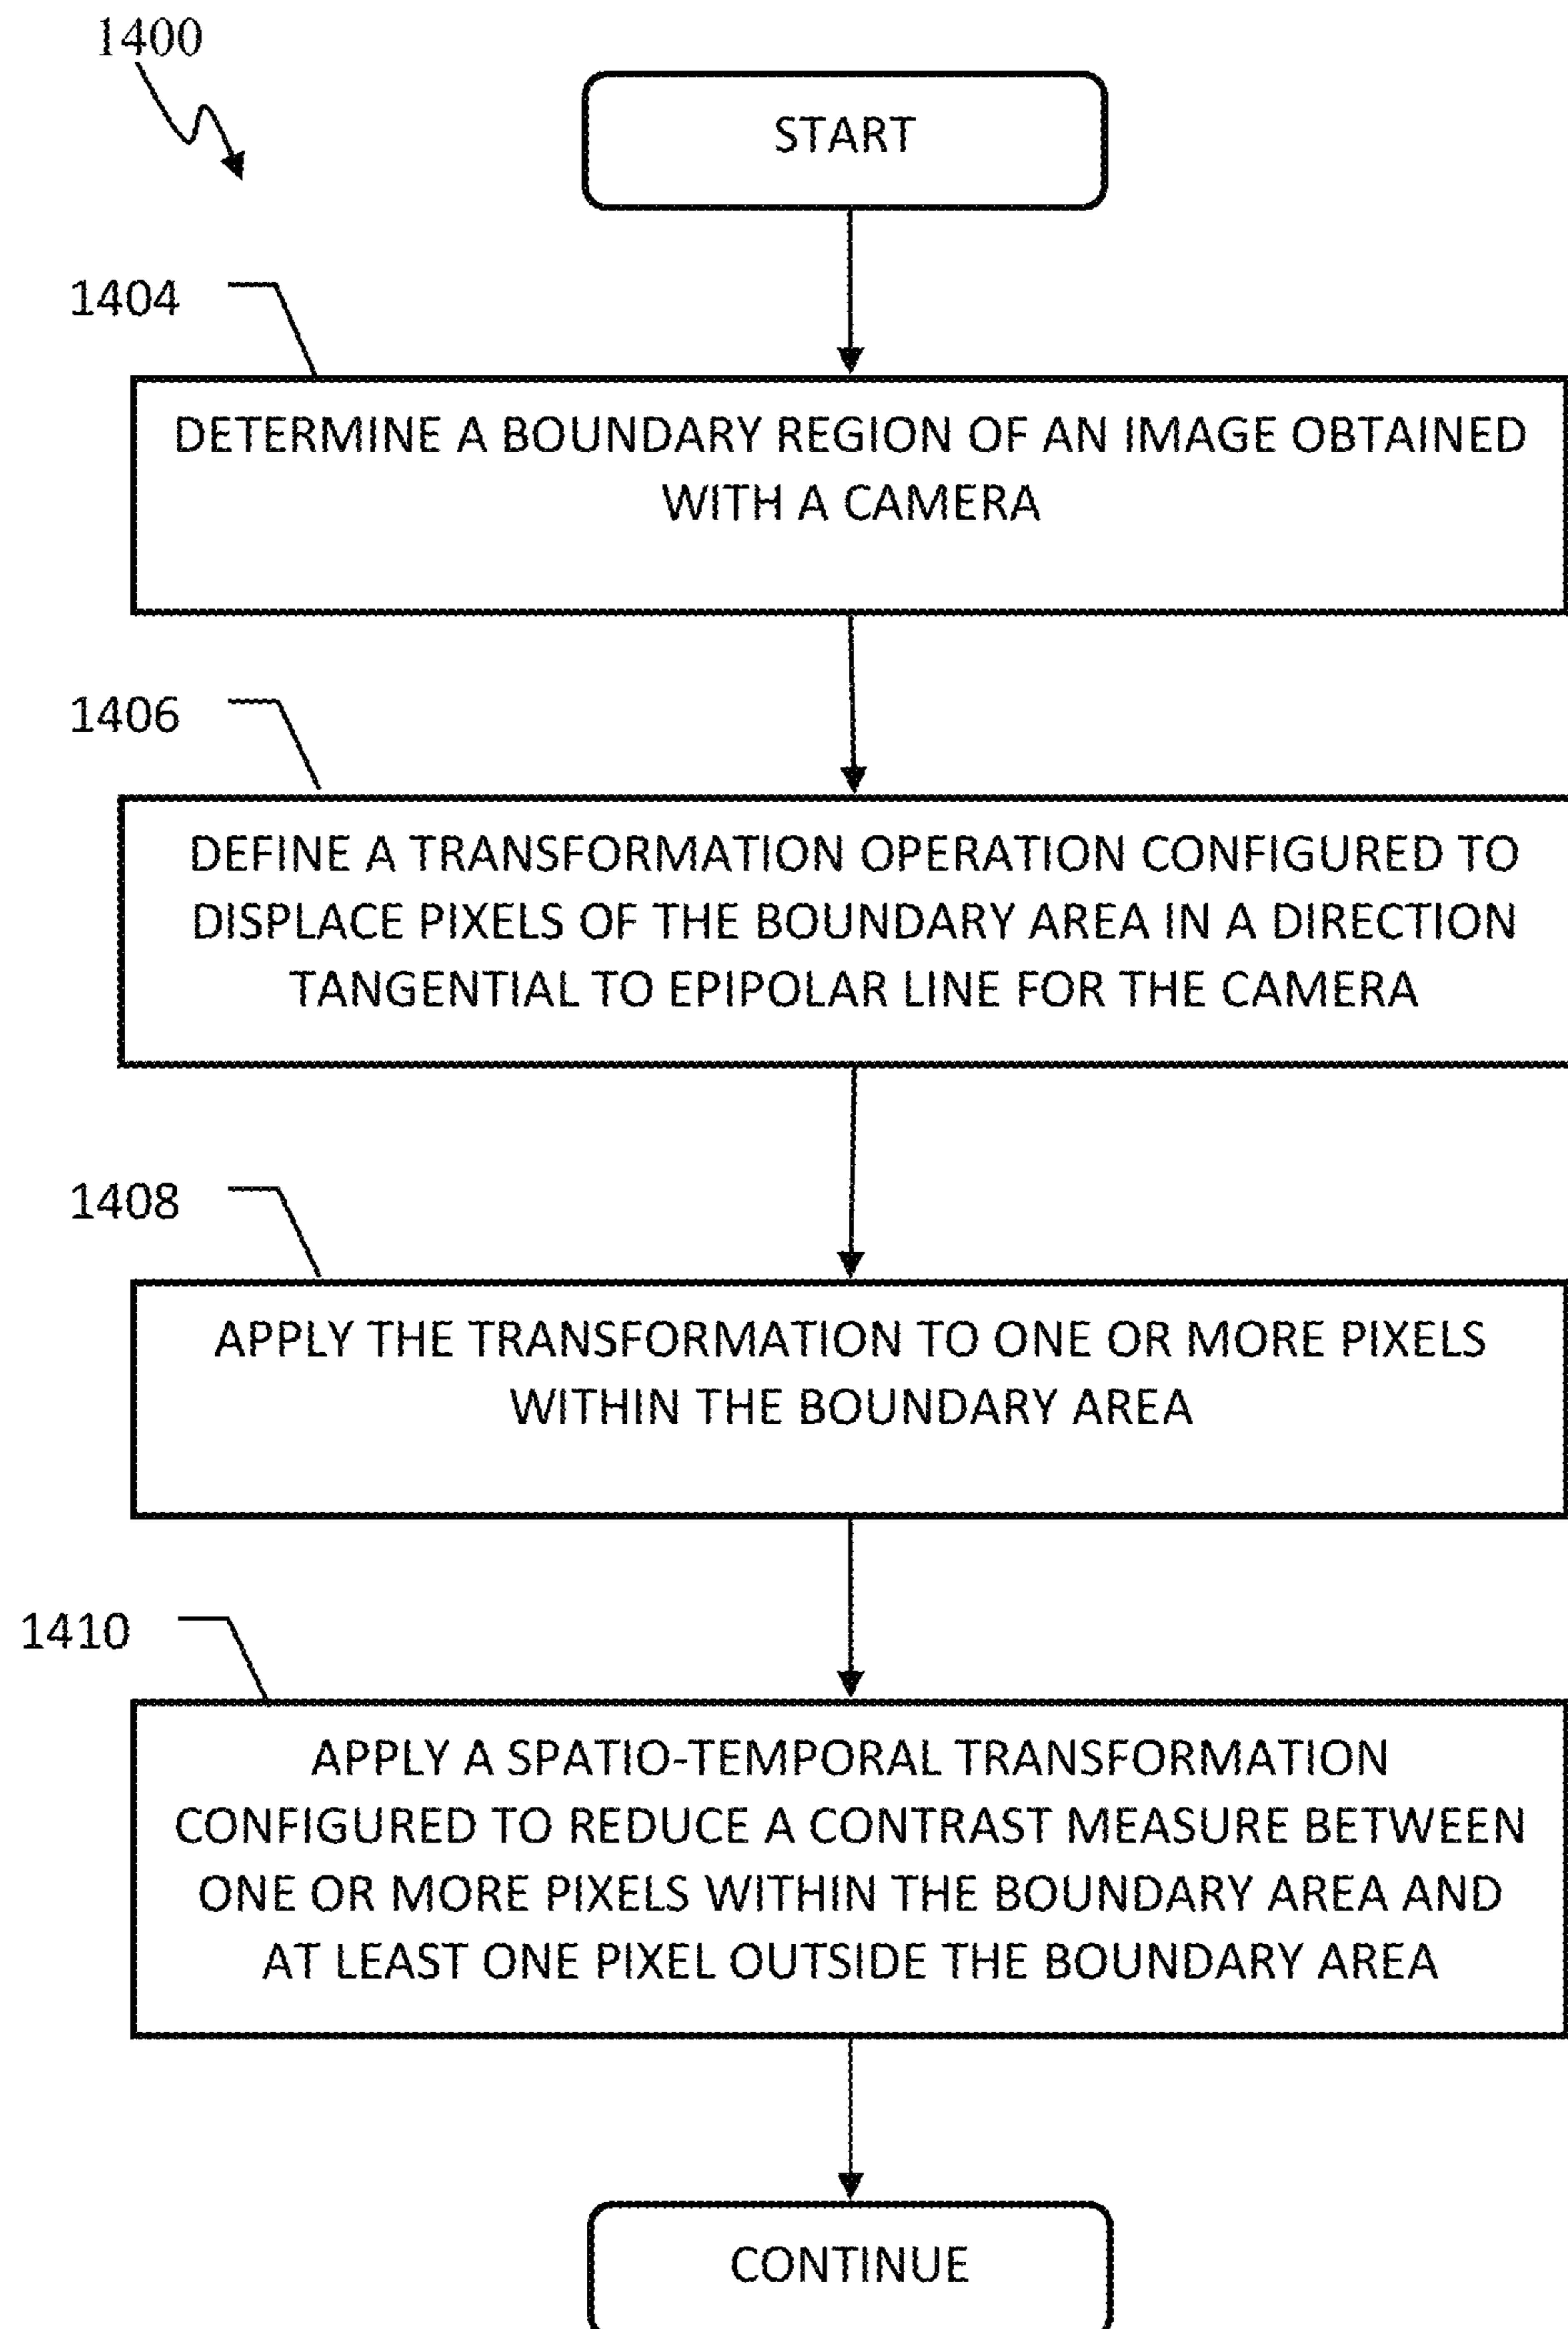 1400
START
1404
DETERMINE A BOUNDARY REGION OF AN IMAGE OBTAINED
WITH A CAMERA
1406
DEFINE A TRANSFORMATION OPERATION CONFIGURED TO
DISPLACE PIXELS OF THE BOUNDARY AREA IN A DIRECTION
TANGENTIAL TO EPIPOLAR LINE FOR THE CAMERA
1408
APPLY THE TRANSFORMATION TO ONE OR MORE PIXELS
WITHIN THE BOUNDARY AREA
1410
APPLY A SPATIO-TEMPORAL TRANSFORMATION
CONFIGURED TO REDUCE A CONTRAST MEASURE BETWEEN
ONE OR MORE PIXELS WITHIN THE BOUNDARY AREA AND
AT LEAST ONE PIXEL OUTSIDE THE BOUNDARY AREA
CONTINUE